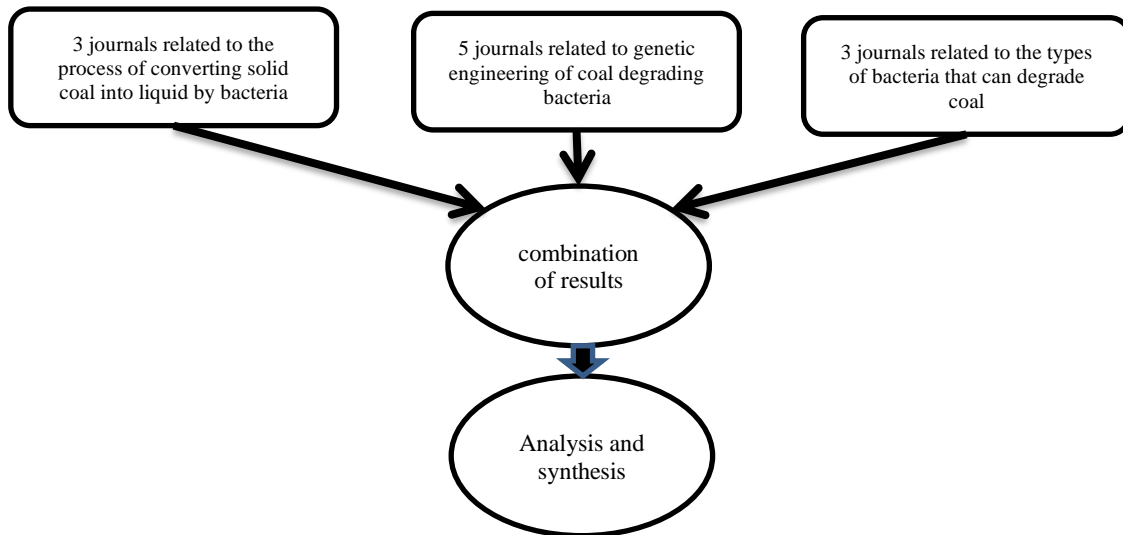 3 journals related to the
process of converting solid
coal into liquid by bacteria
5 journals related to genetic
engineering of coal degrading
bacteria
3 journals related to the types
of bacteria that can degrade
coal
combination
of results
Analysis and
synthesis